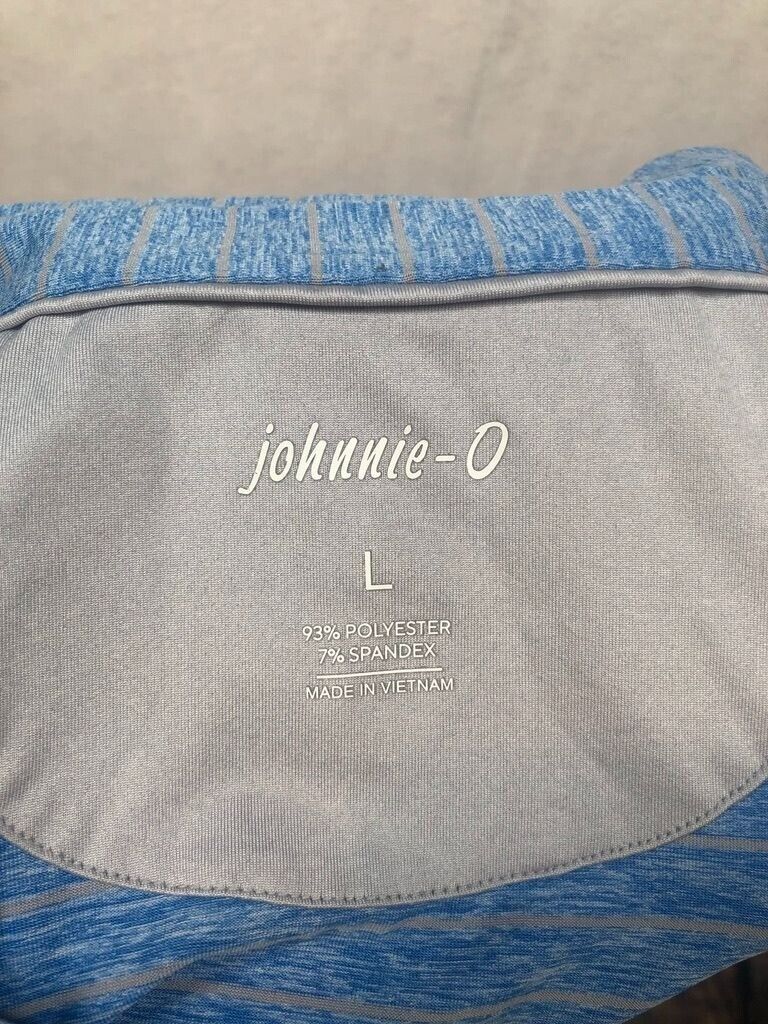 johnnie-O
L
93% POLYESTER
7% SPANDEX
MADE IN VIETNAM